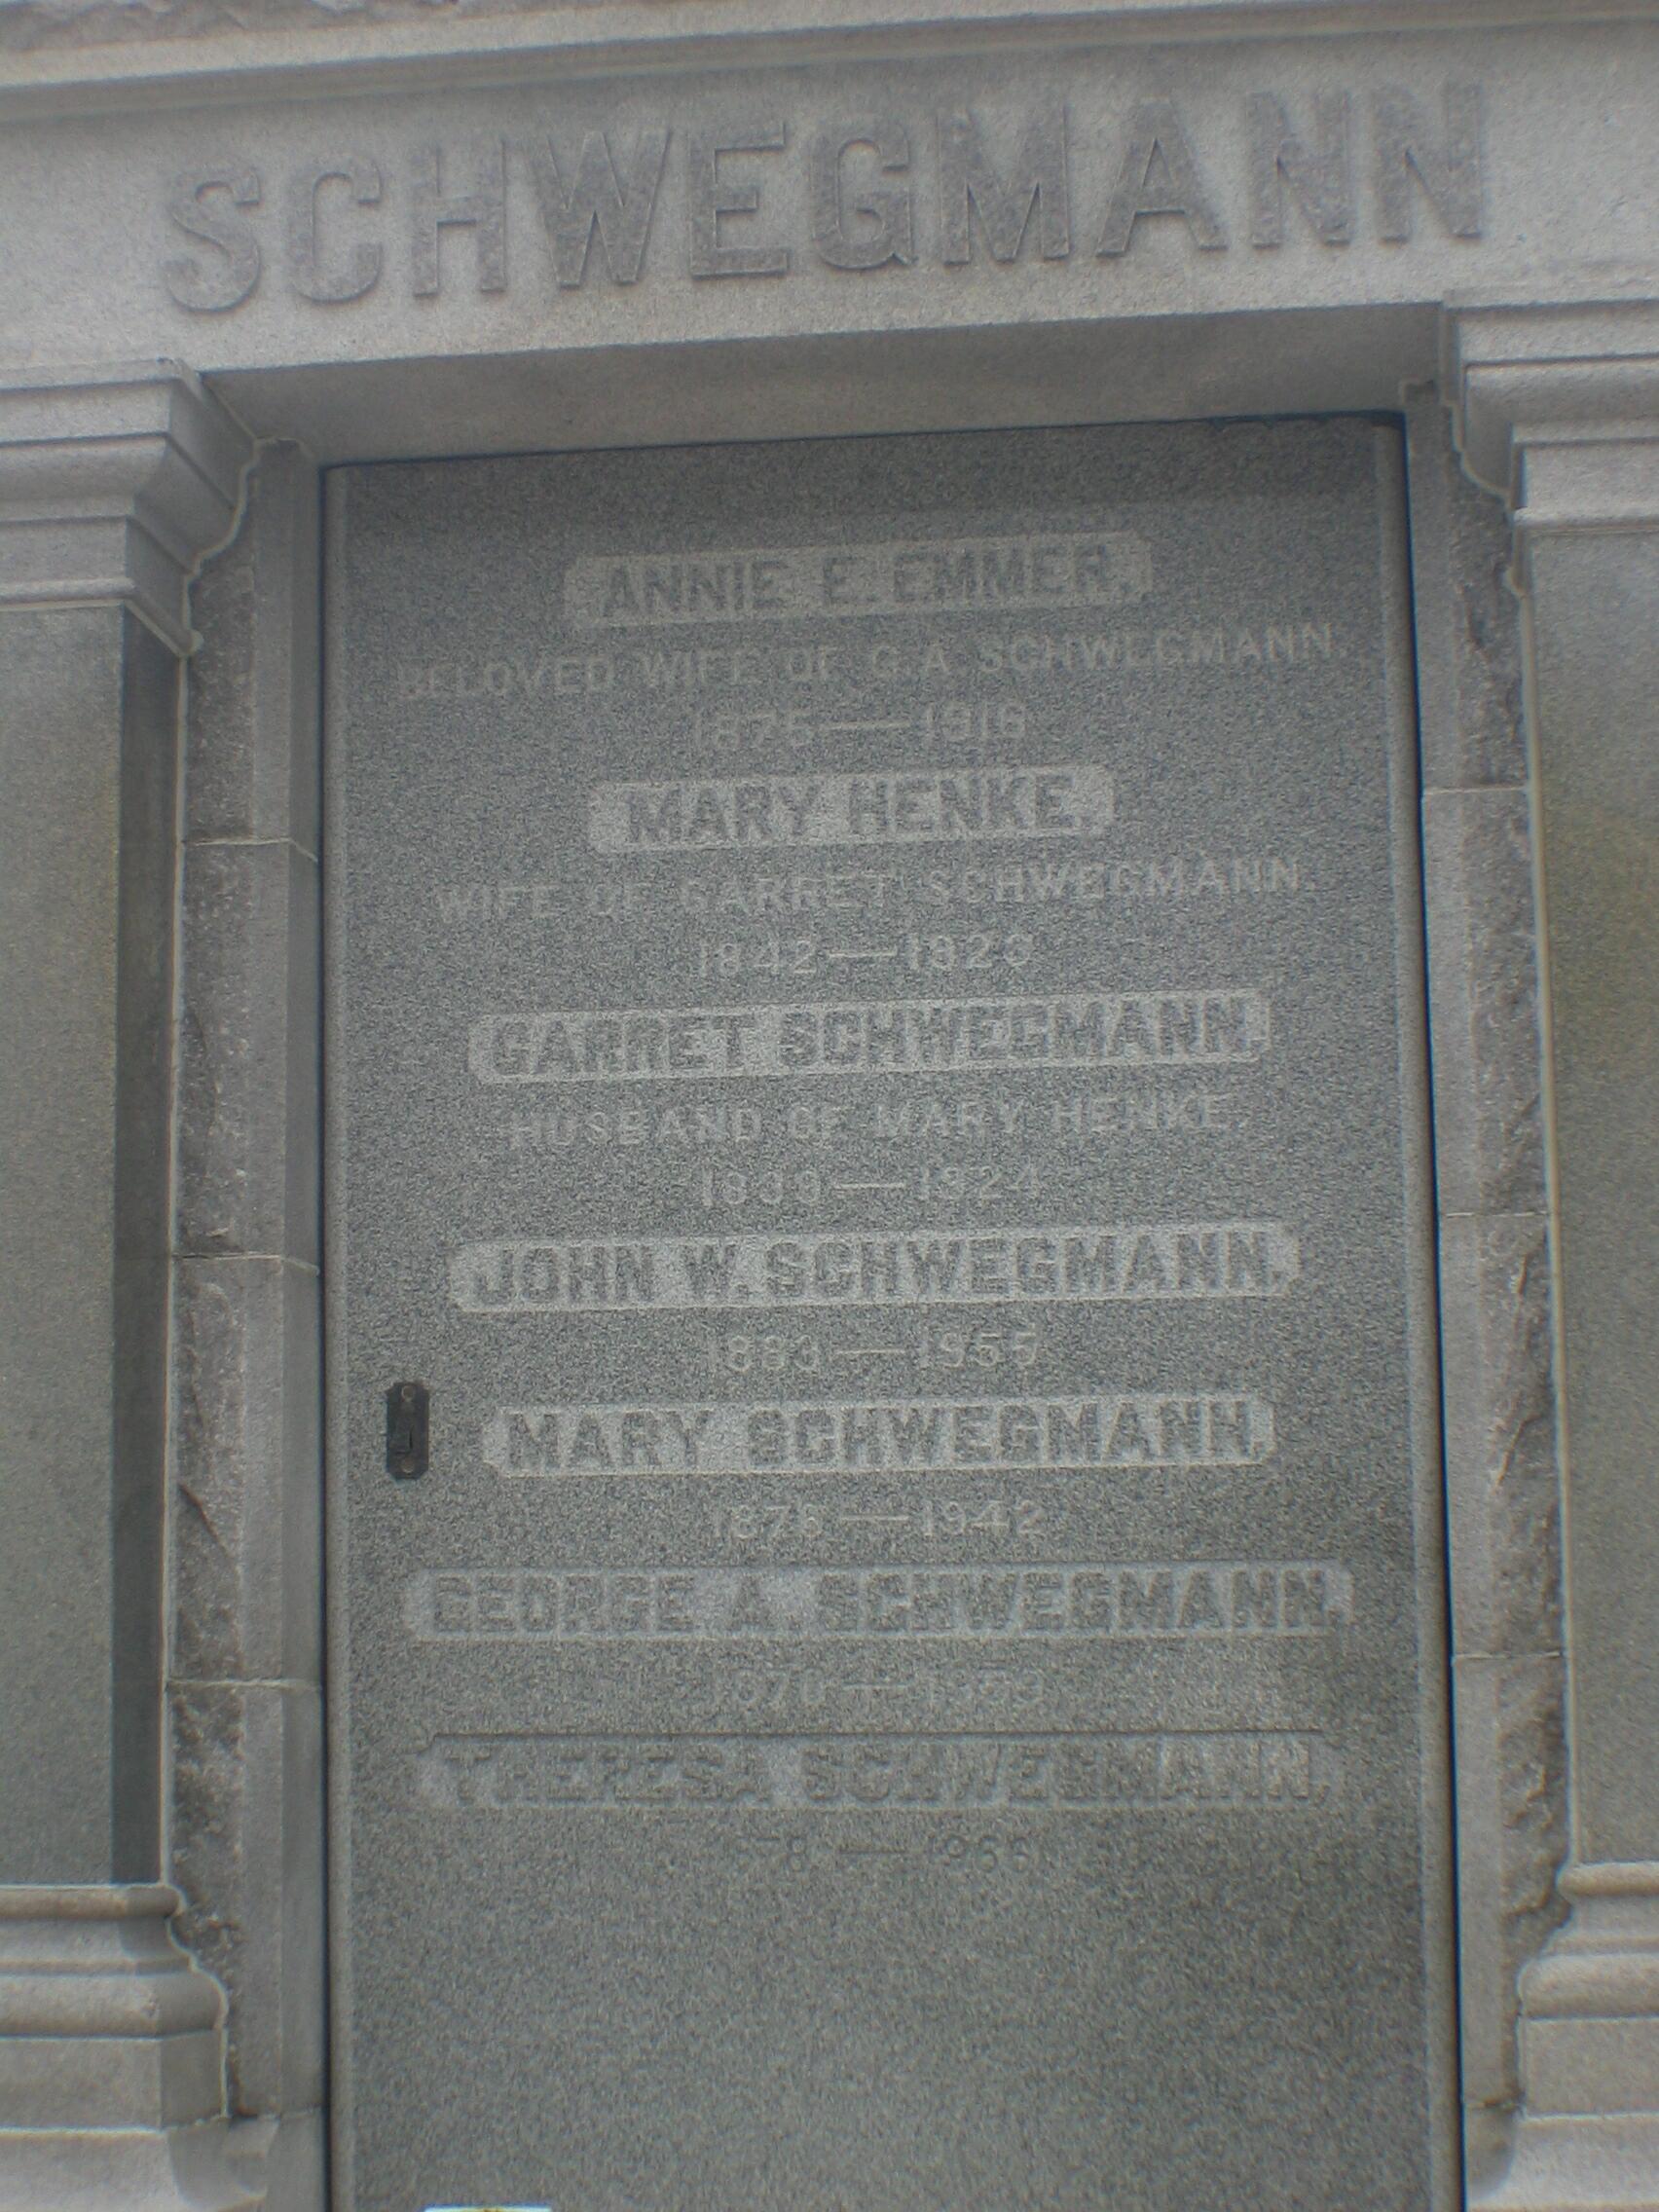 SCHWEGMANN
ANNIE E. EMMER,
BELOVED WIFE OF G.A. SCHWEGMANN.
1875—1916
MARY HENKE,
WIFE OF GARRET SCHWEGMANN.
1842—1923
GARRET SCHWEGMANN,
HUSBAND OF MARY HENKE.
1924
JOHN W. SCHWEGMANN,
1883—1955
MARY SCHWEGMANN,
1876—1942
GEORGE A. SCHWEGMANN,
THERESA SCHWEGMANN,